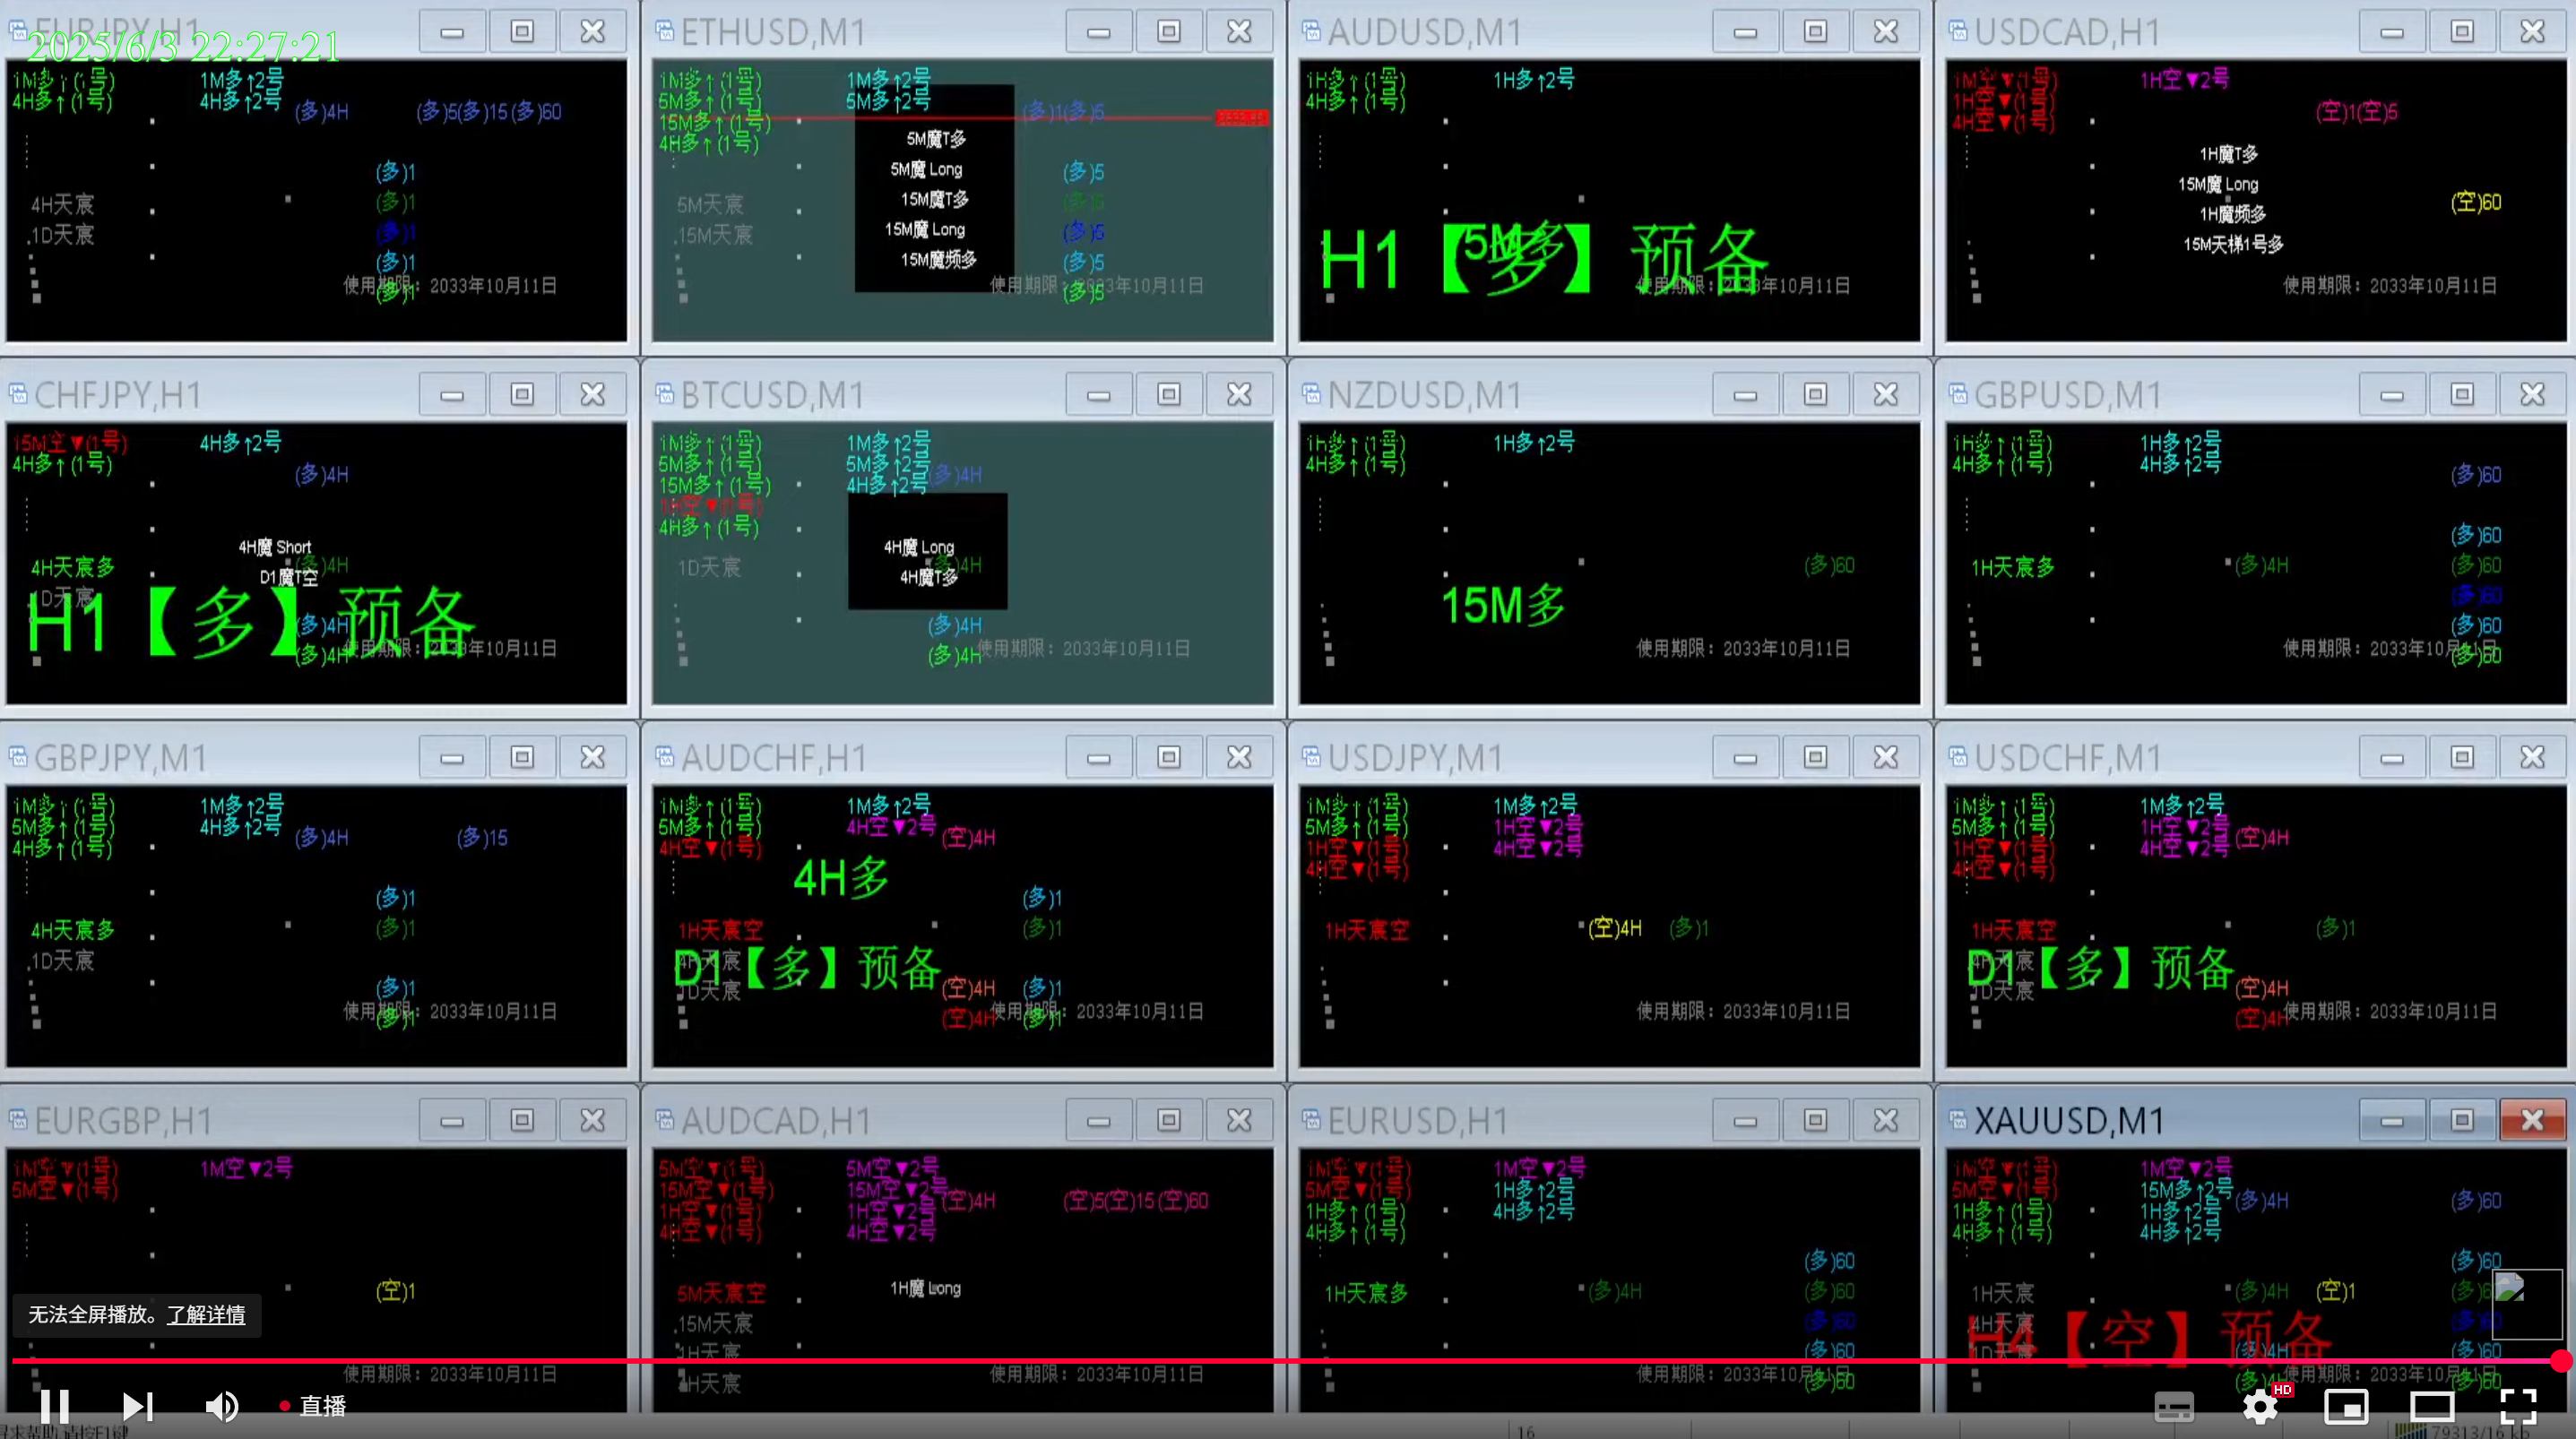 2025/6/3 22:27:21
EURJPY,H1
1M多↑(1号)
1M多↑2号
4H多↑(1号)
4H多↑2号
(多)4H
(多)5(多)15(多)60
(多)1
4H天宸
(多)1
.1D天宸
(多)1
(多)1
使用期限：2033年10月11日
(多)1
ETHUSD,M1
1M多↑(1号)
1M多↑2号
5M多↑(1号)
5M多↑2号
(多)1(多)5
15M多↑(1号)
4H多↑(1号)
5M魔T多
5M魔 Long
(多)5
15M魔T多
5M天宸
15M魔 Long
(多)5
.15M天宸
15M魔频多
(多)5
(多)5
AUDUSD,M1
1H多↑(1号)
1H多↑2号
4H多↑(1号)
5M多
H1【多】预备
USDCAD,H1
1M空▼(1号)
1H空▼2号
1H空▼(1号)
4H空▼(1号)
(空)1(空)5
1H魔T多
15M魔 Long
1H魔频多
(空)60
15M天梯1号多
使用期限：2033年10月11日
CHFJPY,H1
15M空▼(1号)
4H多↑2号
4H多↑(1号)
(多)4H
4H魔 Short
4H天宸多
(多)4H
D1魔T空
.1D天宸
H1【多】预备
(多)4H
(多)4H
BTCUSD,M1
1M多↑(1号)
1M多↑2号
5M多↑(1号)
5M多↑2号
(多)4H
15M多↑(1号)
4H多↑2号
1H空▼(1号)
4H多↑(1号)
4H魔 Long
1D天宸
(多)4H
4H魔T多
(多)4H
使用期限：2033年10月11日
(多)4H
NZDUSD,M1
1H多↑(1号)
1H多↑2号
4H多↑(1号)
(多)60
15M多
使用期限：2033年10月11日
GBPUSD,M1
1H多↑(1号)
1H多↑2号
4H多↑(1号)
4H多↑2号
(多)60
(多)60
1H天宸多
(多)4H
(多)60
(多)60
(多)60
使用期限：2033年10月11日
(多)60
GBPJPY,M1
1M多↑(1号)
1M多↑2号
5M多↑(1号)
4H多↑2号
4H多↑(1号)
(多)4H
(多)15
(多)1
4H天宸多
(多)1
.1D天宸
(多)1
使用期限：2033年10月11日
(多)1
AUDCHF,H1
1M多↑(1号)
1M多↑2号
5M多↑(1号)
4H空▼2号
(空)4H
4H空▼(1号)
4H多
(多)1
1H天宸空
(多)1
4H天宸
D1【多】预备
1D天宸
(空)4H
(多)1
使用期限：2033年10月11日
(空)4H
(多)1
USDJPY,M1
1M多↑(1号)
1M多↑2号
5M多↑(1号)
1H空▼2号
1H空▼(1号)
4H空▼2号
4H空▼(1号)
1H天宸空
(空)4H
(多)1
使用期限：2033年10月11日
USDCHF,M1
1M多↑(1号)
1M多↑2号
5M多↑(1号)
1H空▼2号
1H空▼(1号)
4H空▼2号
(空)4H
4H空▼(1号)
1H天宸空
(多)1
4H天宸
D1【多】预备
1D天宸
(空)4H
使用期限：2033年10月11日
(空)4H
EURGBP,H1
1M空▼(1号)
1M空▼2号
5M空▼(1号)
(空)1
使用期限：2033年10月11日
AUDCAD,H1
5M空▼(1号)
5M空▼2号
15M空▼(1号)
15M空▼2号
(空)4H
(空)5(空)15(空)60
1H空▼(1号)
1H空▼2号
4H空▼(1号)
4H空▼2号
5M天宸空
1H魔 Long
.15M天宸
1H天宸
使用期限：2033年10月11日
4H天宸
EURUSD,H1
1M空▼(1号)
1M空▼2号
5M空▼(1号)
1H多↑2号
1H多↑(1号)
4H多↑2号
4H多↑(1号)
(多)60
1H天宸多
(多)4H
(多)60
(多)60
(多)60
使用期限：2033年10月11日
(多)60
XAUUSD,M1
1M空▼(1号)
1M空▼2号
5M空▼(1号)
15M多↑2号
(多)4H
(多)60
1H多↑(1号)
1H多↑2号
4H多↑(1号)
4H多↑2号
(多)60
1H天宸
(多)4H
(空)1
4H天宸
H4【空】预备
1D天宸
(多)4H
(多)60
使用期限：2033年10月11日
(多)60
无法全屏播放。了解详情
直播
HD
16
79313/16 kb